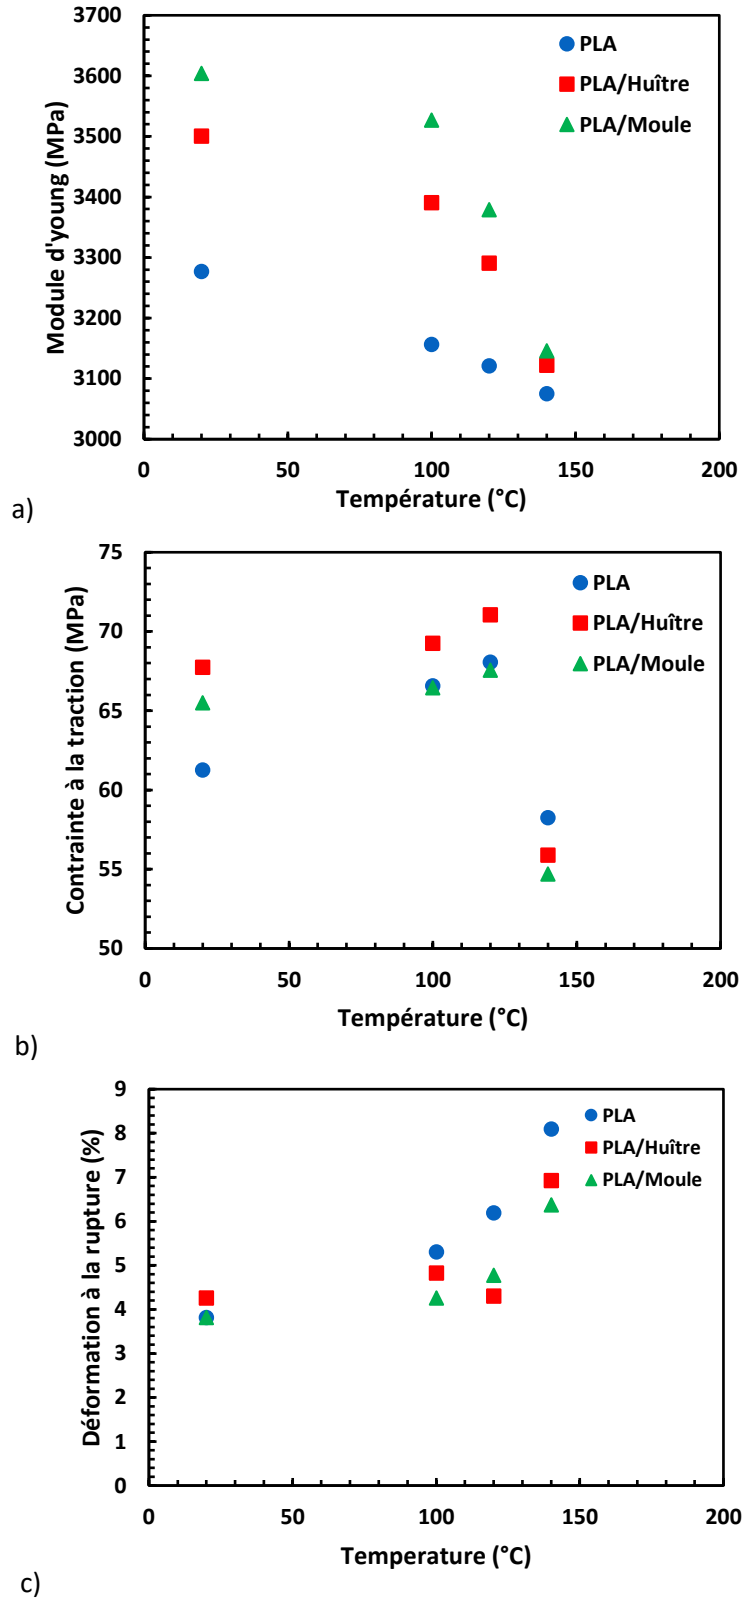 3700
3600
3500
3400
3300
3200
3100
3000
Module d'young (MPa)
PLA
PLA/Huître
PLA/Moule
0
50
100
150
200
Température (°C)
a)
75
70
65
60
55
50
Contrainte à la traction (MPa)
PLA
PLA/Huître
PLA/Moule
0
50
100
150
200
Température (°C)
b)
9
8
7
6
5
4
3
2
1
0
Déformation à la rupture (%)
PLA
PLA/Huître
PLA/Moule
0
50
100
150
200
Temperature (°C)
c)